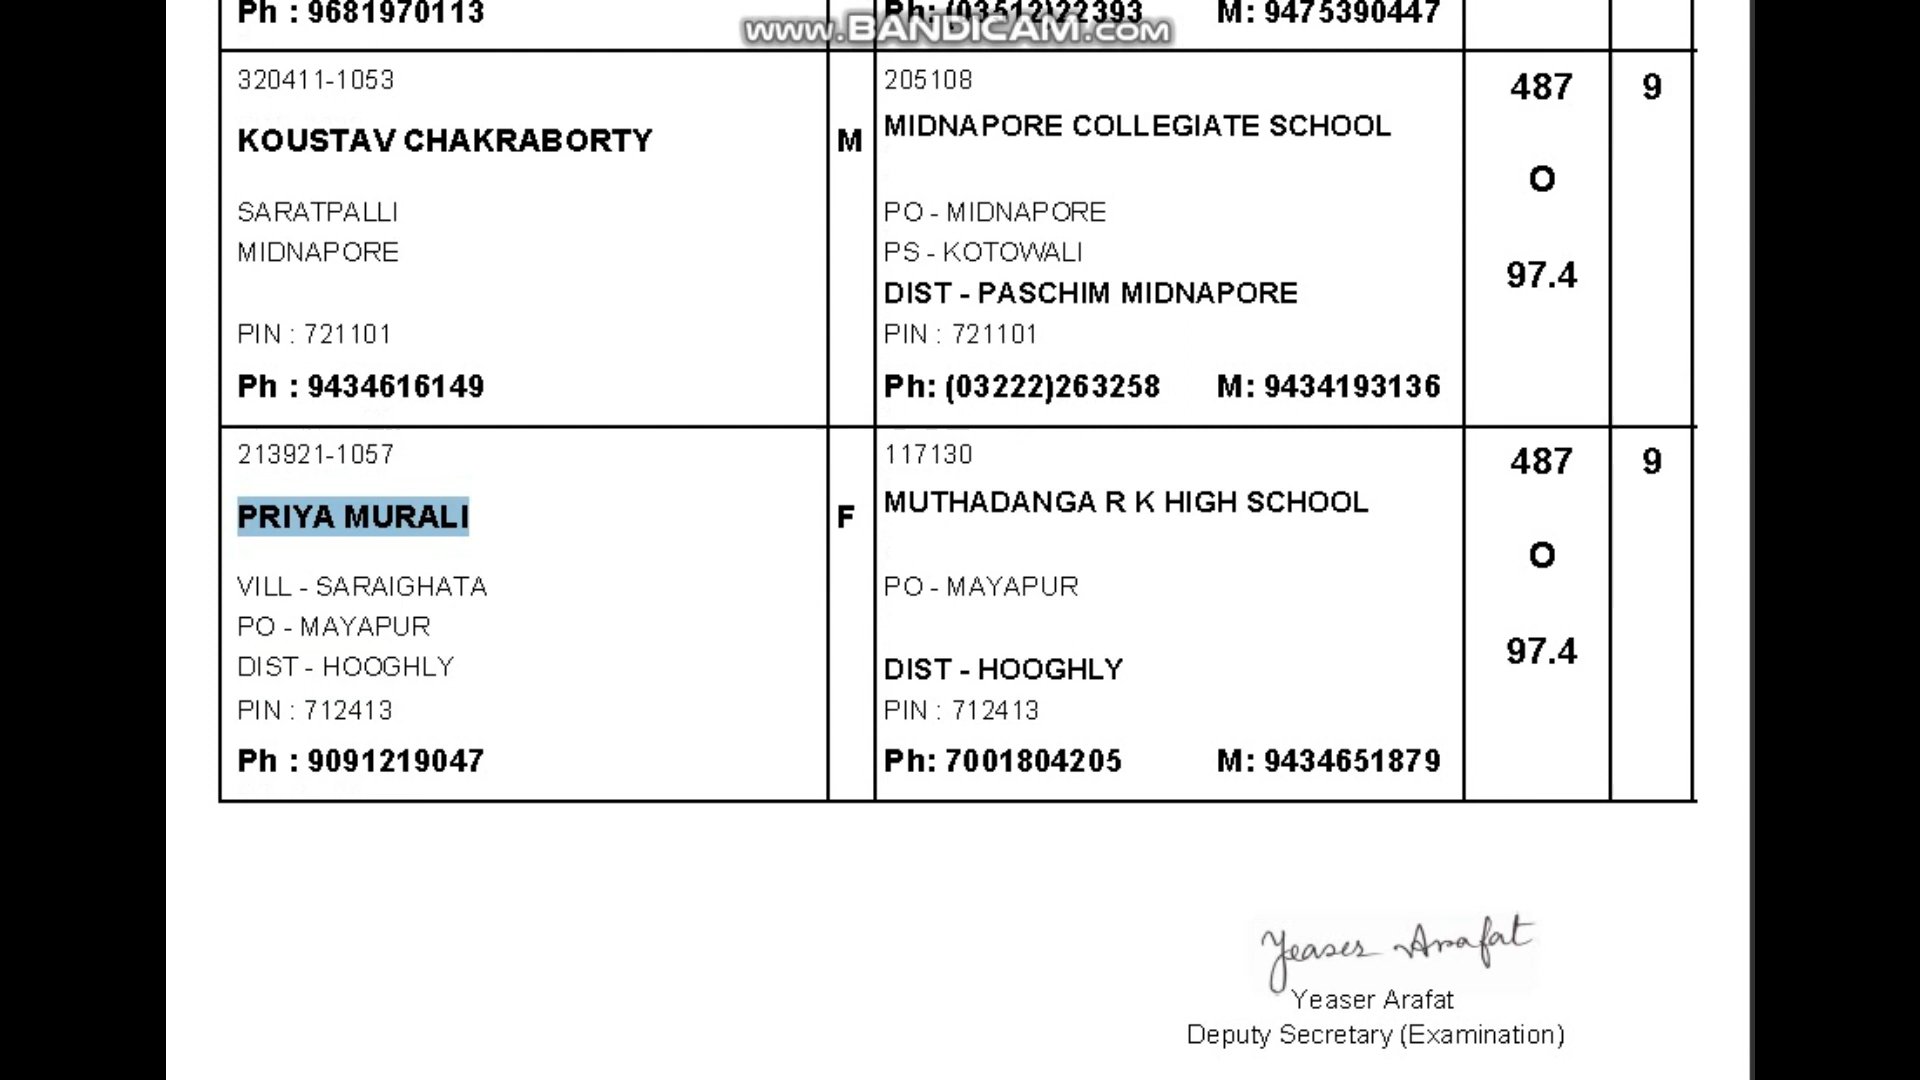 Ph : 9681970113 Ph: (03512)22393 M: 9475390447
www.BANDICAM.com
320411-1053 205108 487 9
KOUSTAV CHAKRABORTY M MIDNAPORE COLLEGIATE SCHOOL
O
SARATPALLI PO - MIDNAPORE
MIDNAPORE PS - KOTOWALI
DIST - PASCHIM MIDNAPORE 97.4
PIN : 721101 PIN : 721101
Ph : 9434616149 Ph: (03222)263258 M: 9434193136
213921-1057 117130 487 9
PRIYA MURALI F MUTHADANGA R K HIGH SCHOOL
O
VILL - SARAIGHATA PO - MAYAPUR
PO - MAYAPUR
DIST - HOOGHLY DIST - HOOGHLY 97.4
PIN : 712413 PIN : 712413
Ph : 9091219047 Ph: 7001804205 M: 9434651879
Yeaser Arafat
Yeaser Arafat
Deputy Secretary (Examination)